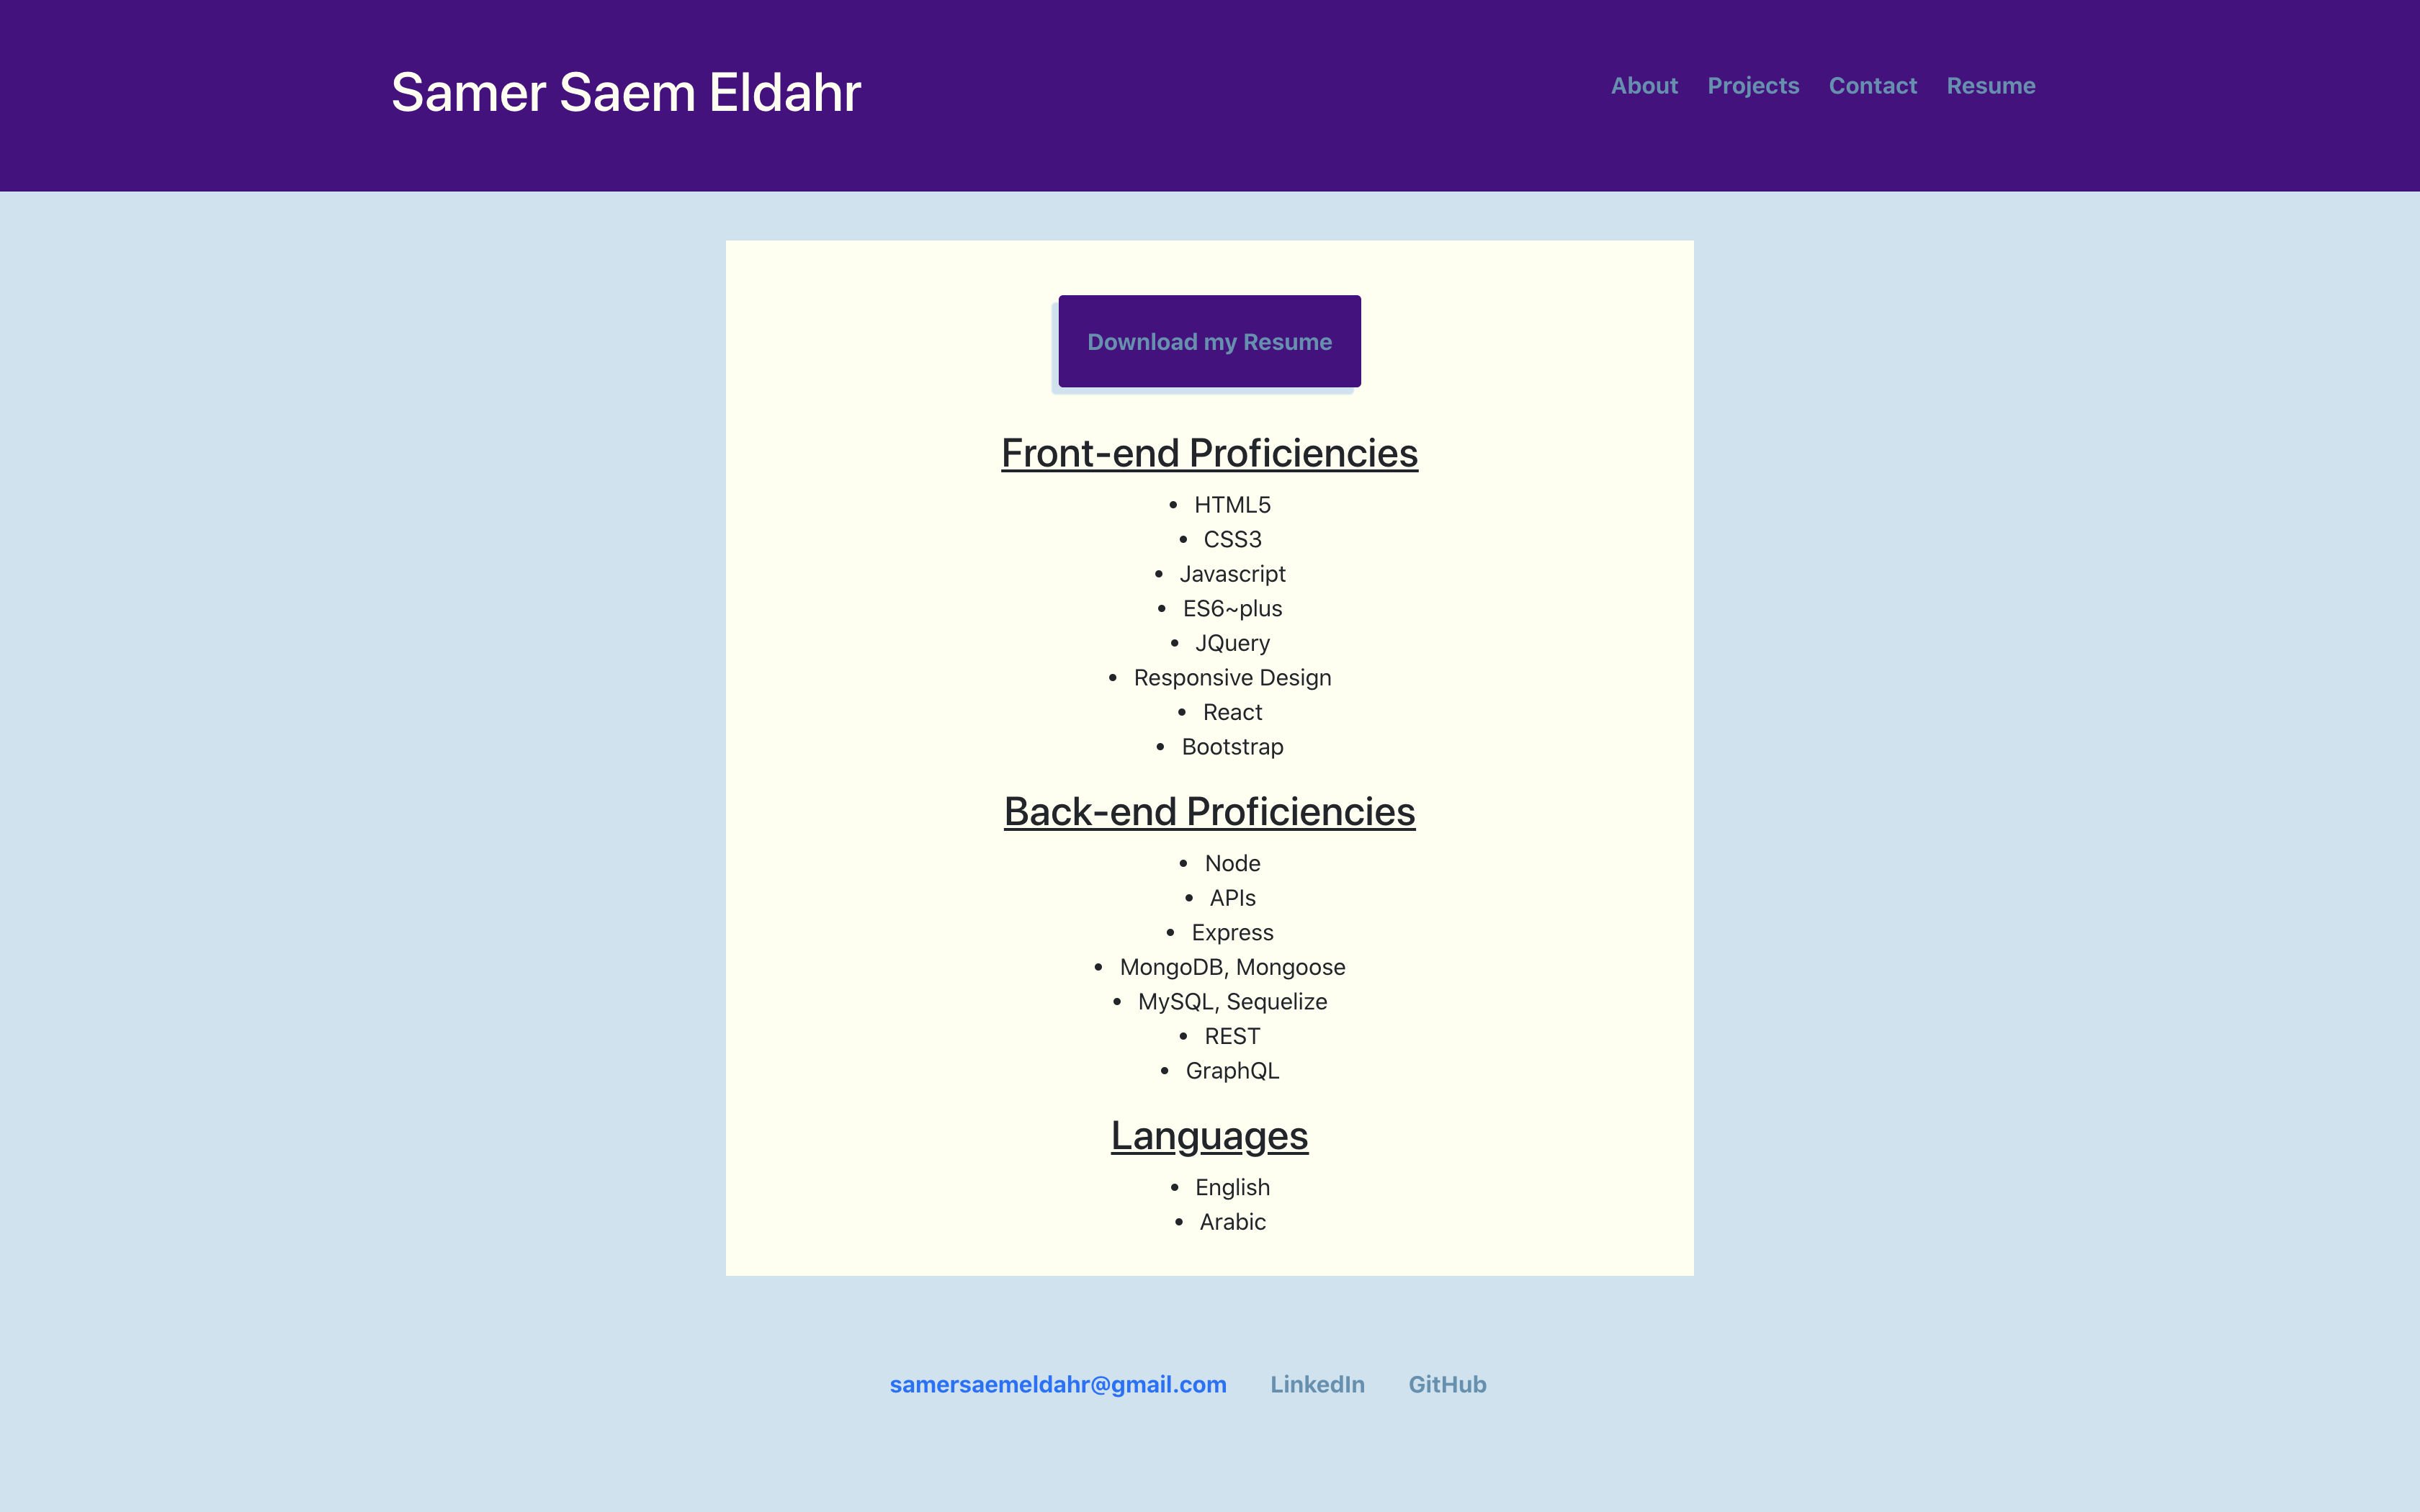 Samer Saem Eldahr
About Projects Contact Resume
Download my Resume
Front-end Proficiencies
• HTML5
• CSS3
• Javascript
• ES6~plus
• JQuery
• Responsive Design
• React
• Bootstrap
Back-end Proficiencies
• Node
• APIs
• Express
• MongoDB, Mongoose
• MySQL, Sequelize
• REST
• GraphQL
Languages
• English
• Arabic
samersaemeldahr@gmail.com LinkedIn GitHub